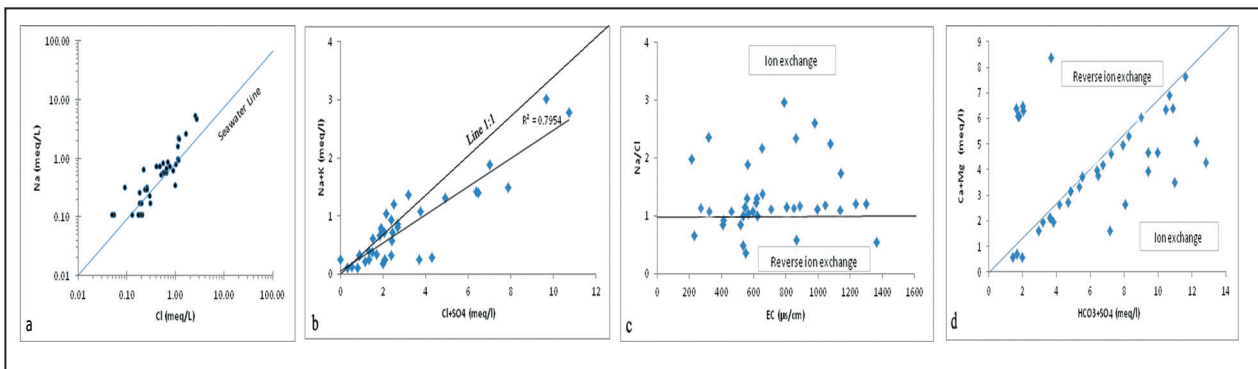 100.00
10.00
1.00
0.10
0.01
0.01 0.10 1.00 10.00 100.00
Na (meq/L)
Cl (meq/L)
Seawater Line
a
4
3
2
1
0
0 2 4 6 8 10 12
Na+K (meq/l)
Cl+SO4 (meq/l)
Line 1:1
R² = 0.7954
b
4
3
2
1
0
0 200 400 600 800 1000 1200 1400 1600
Na/Cl
EC (µs/cm)
Ion exchange
Reverse ion exchange
c
9
8
7
6
5
4
3
2
1
0
0 2 4 6 8 10 12 14
Ca+Mg (meq/l)
HCO3+SO4 (meq/l)
Reverse ion exchange
Ion exchange
d